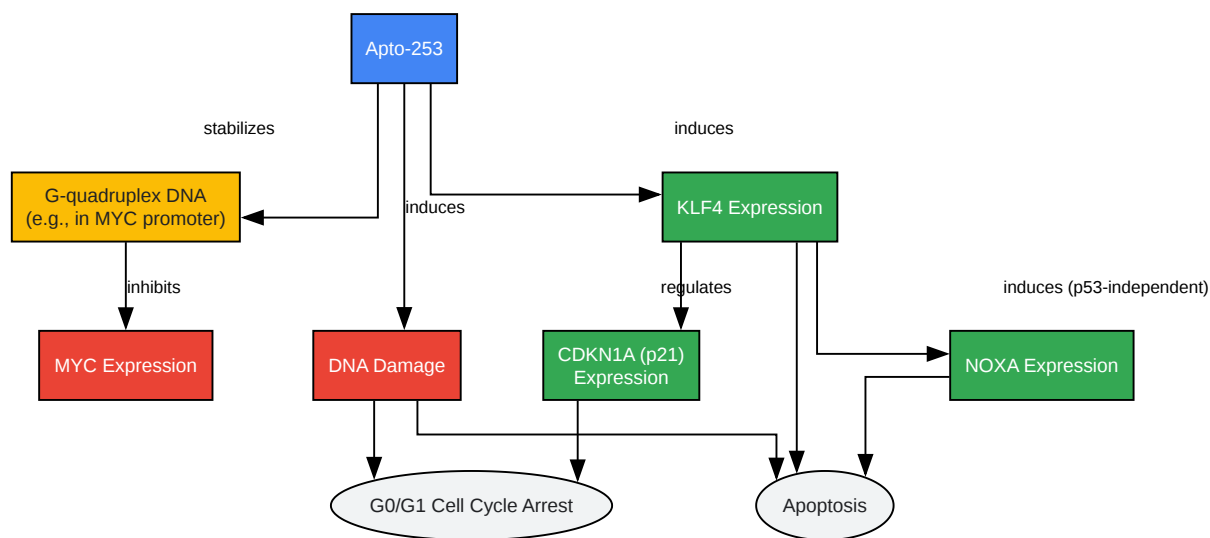 Apto-253
stabilizes
induces
G-quadruplex DNA
(e.g., in MYC promoter)
induces
KLF4 Expression
inhibits
regulates
induces (p53-independent)
MYC Expression
DNA Damage
CDKN1A (p21)
Expression
NOXA Expression
G0/G1 Cell Cycle Arrest
Apoptosis